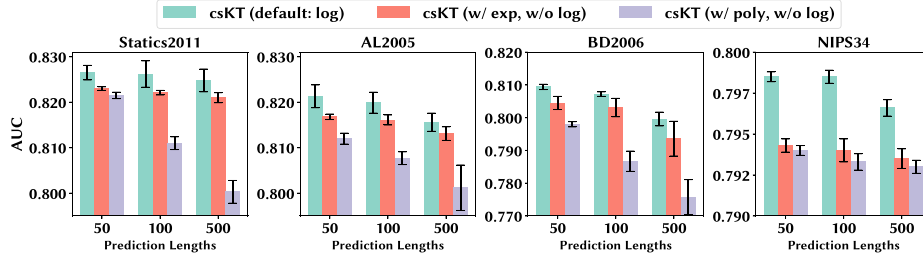 csKT (default: log) csKT (w/ exp, w/o log) csKT (w/ poly, w/o log)
Statics2011 AL2005 BD2006 NIPS34
AUC
0.830
0.820
0.810
0.800
50 100 500
Prediction Lengths
0.830
0.820
0.810
0.800
50 100 500
Prediction Lengths
0.820
0.810
0.800
0.790
0.780
0.770
50 100 500
Prediction Lengths
0.800
0.797
0.795
0.792
0.790
50 100 500
Prediction Lengths